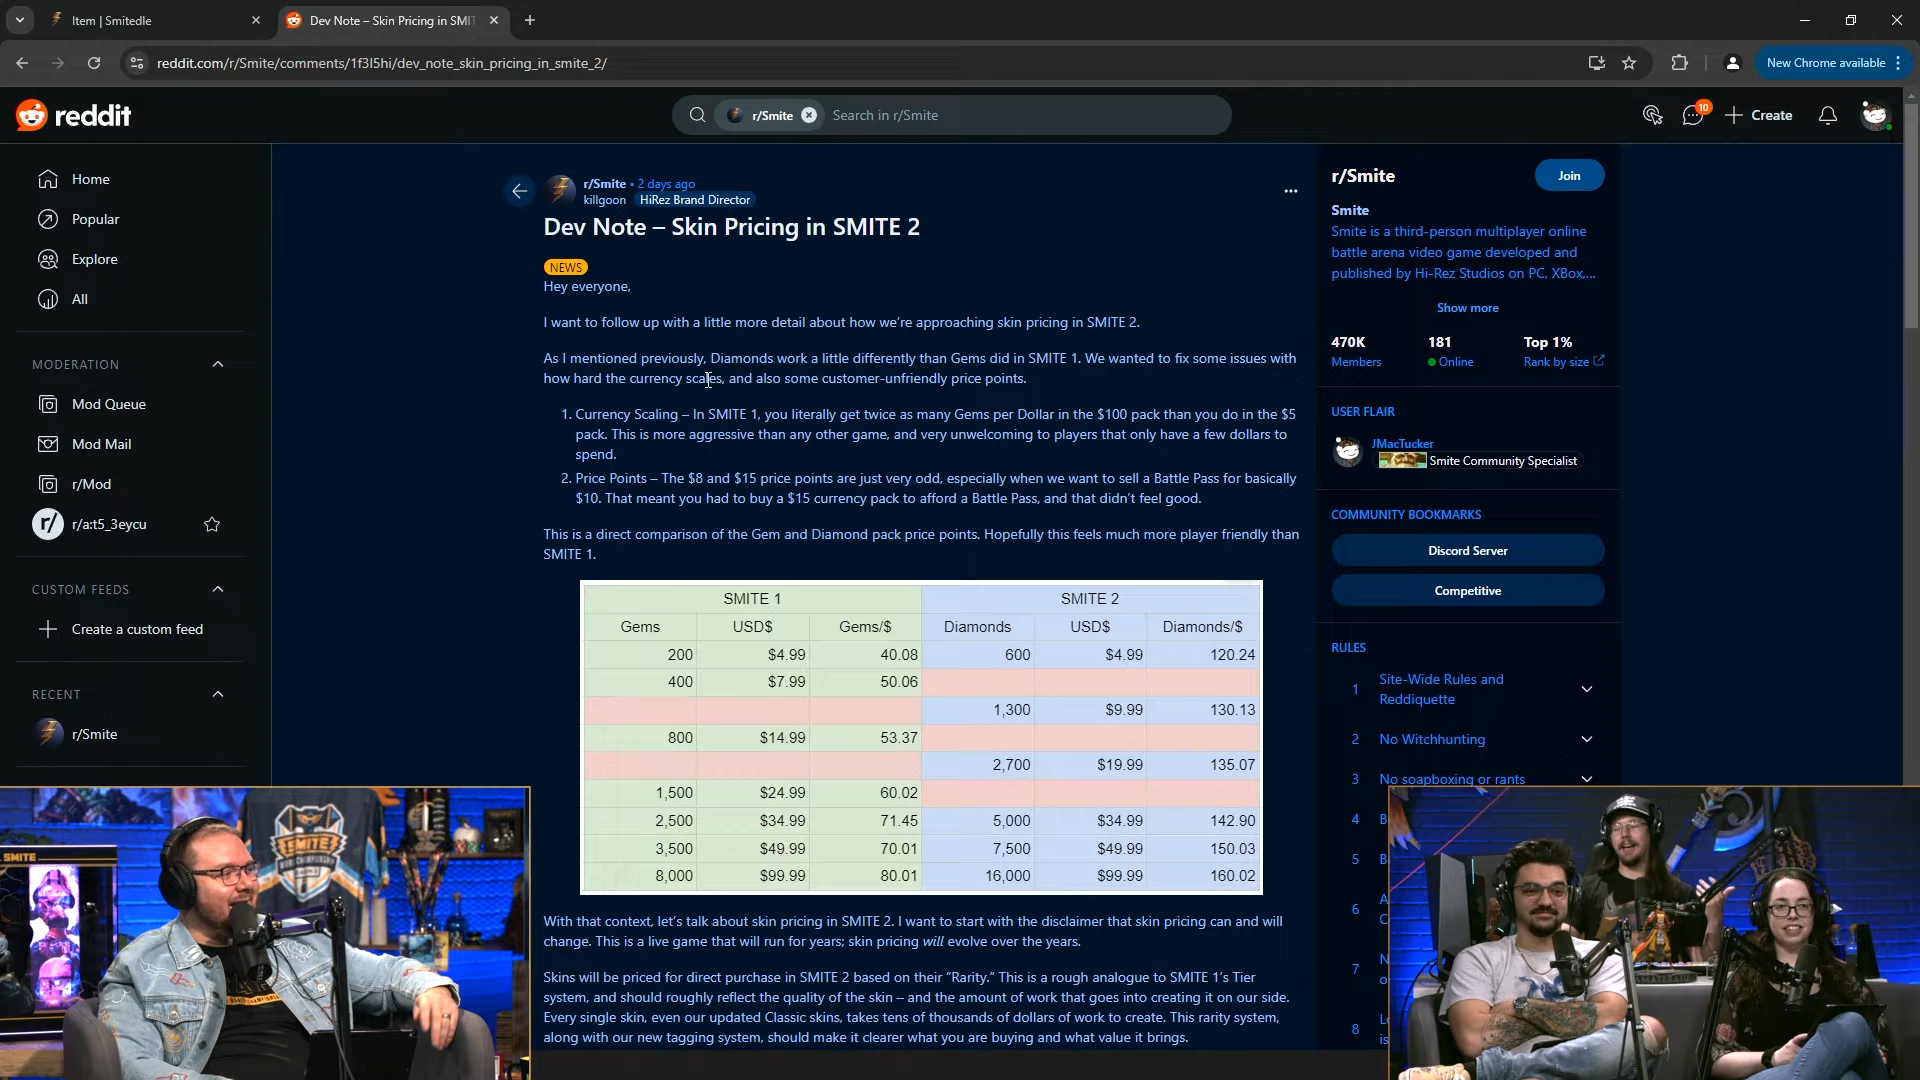 Item | Smitedle
Dev Note – Skin Pricing in SMIT
reddit.com/r/Smite/comments/1f3l5hi/dev_note_skin_pricing_in_smite_2/
New Chrome available
reddit
r/Smite
Search in r/Smite
10
Create
Home
Popular
Explore
All
MODERATION
Mod Queue
Mod Mail
r/Mod
r/ r/a:t5_3eycu
CUSTOM FEEDS
Create a custom feed
RECENT
r/Smite
r/Smite • 2 days ago
killgoon HiRez Brand Director
Dev Note – Skin Pricing in SMITE 2
NEWS
Hey everyone,
I want to follow up with a little more detail about how we're approaching skin pricing in SMITE 2.
As I mentioned previously, Diamonds work a little differently than Gems did in SMITE 1. We wanted to fix some issues with
how hard the currency scales, and also some customer-unfriendly price points.
1. Currency Scaling – In SMITE 1, you literally get twice as many Gems per Dollar in the $100 pack than you do in the $5
pack. This is more aggressive than any other game, and very unwelcoming to players that only have a few dollars to
spend.
2. Price Points – The $8 and $15 price points are just very odd, especially when we want to sell a Battle Pass for basically
$10. That meant you had to buy a $15 currency pack to afford a Battle Pass, and that didn't feel good.
This is a direct comparison of the Gem and Diamond pack price points. Hopefully this feels much more player friendly than
SMITE 1.
SMITE 1 SMITE 2
Gems USD$ Gems/$ Diamonds USD$ Diamonds/$
200 $4.99 40.08 600 $4.99 120.24
400 $7.99 50.06
1,300 $9.99 130.13
800 $14.99 53.37
2,700 $19.99 135.07
1,500 $24.99 60.02
2,500 $34.99 71.45 5,000 $34.99 142.90
3,500 $49.99 70.01 7,500 $49.99 150.03
8,000 $99.99 80.01 16,000 $99.99 160.02
With that context, let's talk about skin pricing in SMITE 2. I want to start with the disclaimer that skin pricing can and will
change. This is a live game that will run for years; skin pricing will evolve over the years.
Skins will be priced for direct purchase in SMITE 2 based on their "Rarity." This is a rough analogue to SMITE 1's Tier
system, and should roughly reflect the quality of the skin – and the amount of work that goes into creating it on our side.
Every single skin, even our updated Classic skins, takes tens of thousands of dollars of work to create. This rarity system,
along with our new tagging system, should make it clearer what you are buying and what value it brings.
r/Smite
Join
Smite
Smite is a third-person multiplayer online
battle arena video game developed and
published by Hi-Rez Studios on PC, XBox,...
Show more
470K 181 Top 1%
Members Online Rank by size
USER FLAIR
JMacTucker
Smite Community Specialist
COMMUNITY BOOKMARKS
Discord Server
Competitive
RULES
1 Site-Wide Rules and
Reddiquette
2 No Witchhunting
3 No soapboxing or rants
4
5
6
7
8
SMITE
SMITE